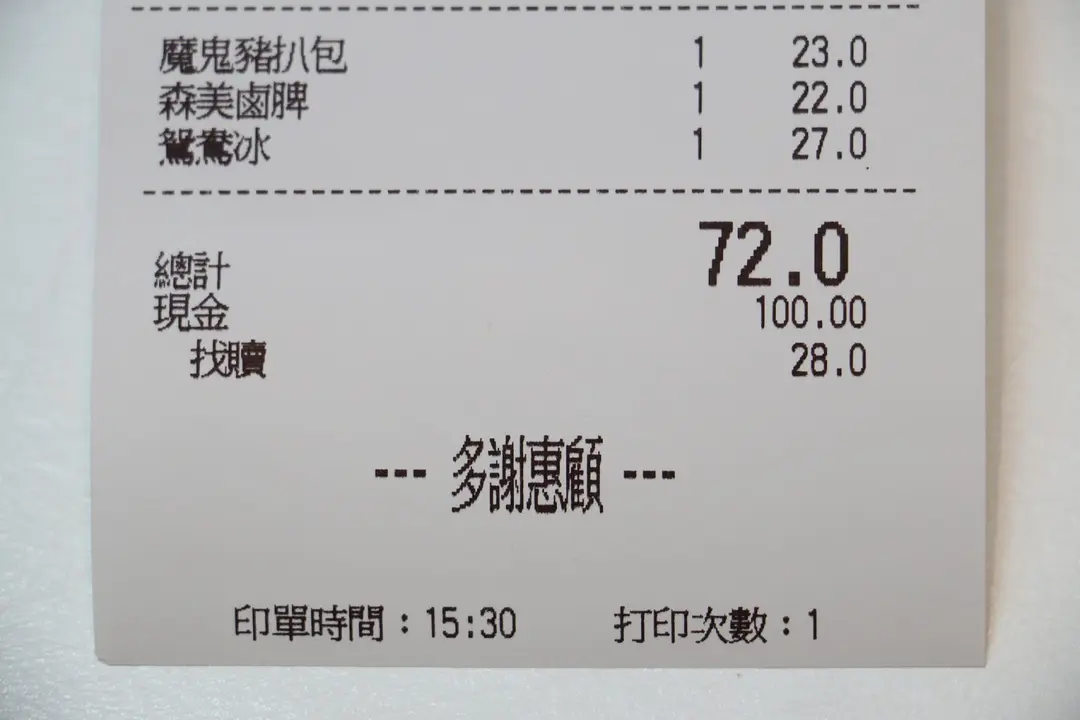 魔鬼豬扒包 1 23.0
森美鹵脾 1 22.0
鴛鴦冰 1 27.0
總計 72.0
現金 100.00
找贖 28.0
--- 多謝惠顧 ---
印單時間：15:30 打印次數：1